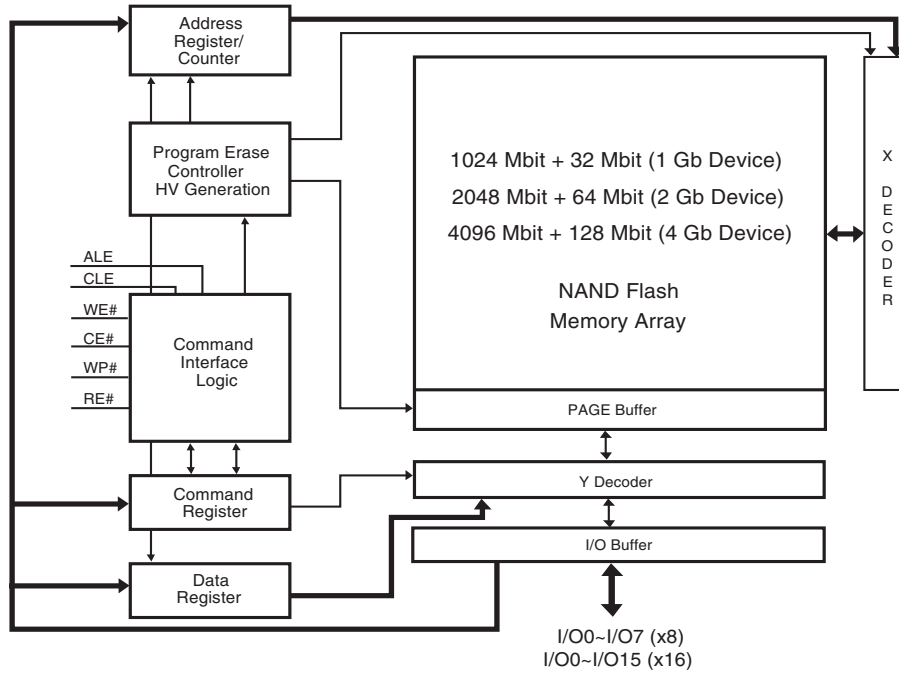 Address
Register/
Counter
Program Erase
Controller
HV Generation
ALE
CLE
WE#
CE#
WP#
RE#
Command
Interface
Logic
Command
Register
Data
Register
1024 Mbit + 32 Mbit (1 Gb Device)
2048 Mbit + 64 Mbit (2 Gb Device)
4096 Mbit + 128 Mbit (4 Gb Device)
NAND Flash
Memory Array
PAGE Buffer
Y Decoder
I/O Buffer
I/O0~I/O7 (x8)
I/O0~I/O15 (x16)
X
D
E
C
O
D
E
R